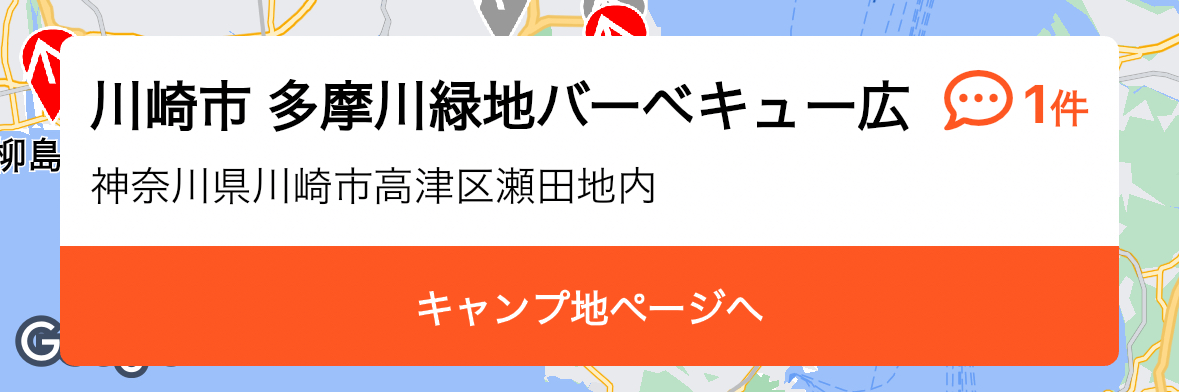 川崎市 多摩川緑地バーベキュー広
1件
柳島
神奈川県川崎市高津区瀬田地内
キャンプ地ページへ